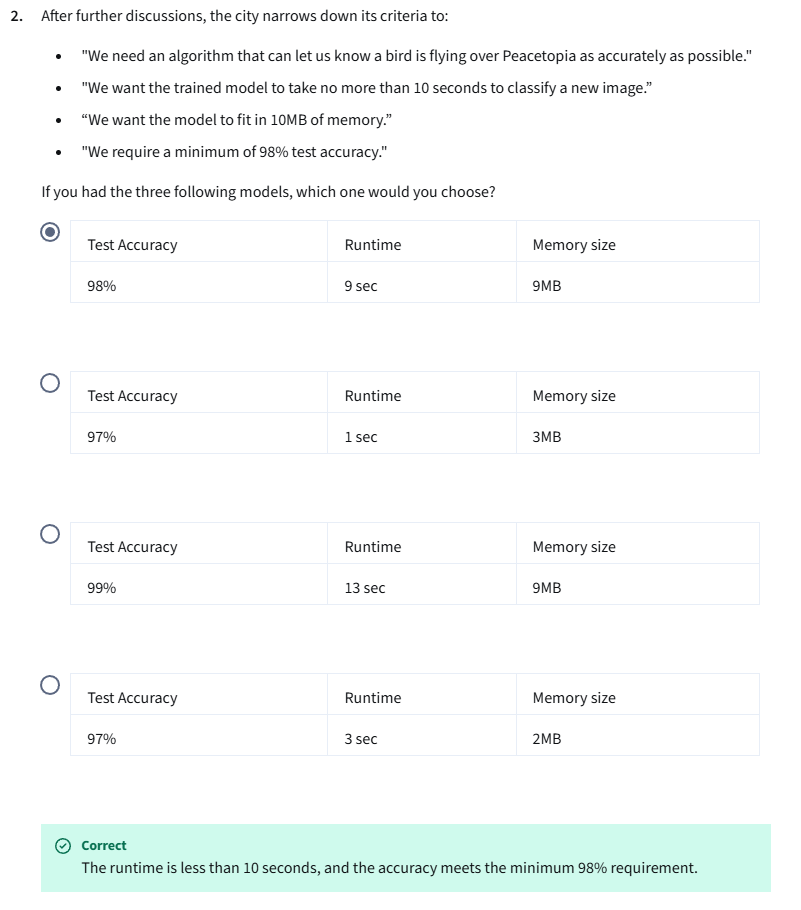 2. After further discussions, the city narrows down its criteria to:
• "We need an algorithm that can let us know a bird is flying over Peacetopia as accurately as possible."
• "We want the trained model to take no more than 10 seconds to classify a new image.”
• “We want the model to fit in 10MB of memory.”
• "We require a minimum of 98% test accuracy."
If you had the three following models, which one would you choose?
Test Accuracy Runtime Memory size
98% 9 sec 9MB
Test Accuracy Runtime Memory size
97% 1 sec 3MB
Test Accuracy Runtime Memory size
99% 13 sec 9MB
Test Accuracy Runtime Memory size
97% 3 sec 2MB
Correct
The runtime is less than 10 seconds, and the accuracy meets the minimum 98% requirement.